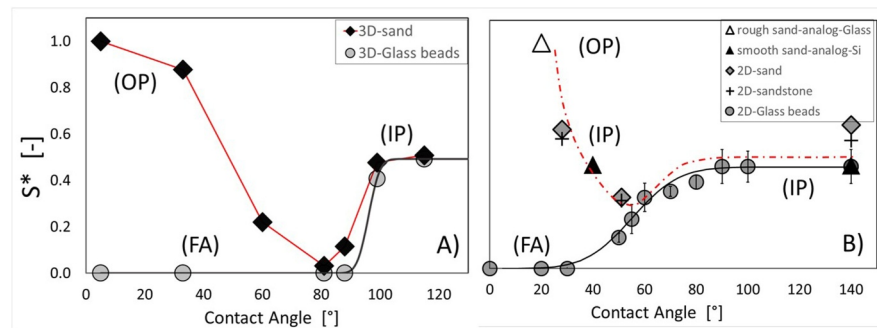 1.0
0.8
0.6
0.4
0.2
0.0
S* [-]
3D-sand
3D-Glass beads
(OP)
(IP)
(FA)
A)
0 20 40 60 80 100 120
Contact Angle [°]
rough sand-analog-Glass
smooth sand-analog-Si
2D-sand
2D-sandstone
2D-Glass beads
(OP)
(IP)
(IP)
(FA)
B)
0 20 40 60 80 100 120 140
Contact Angle [°]